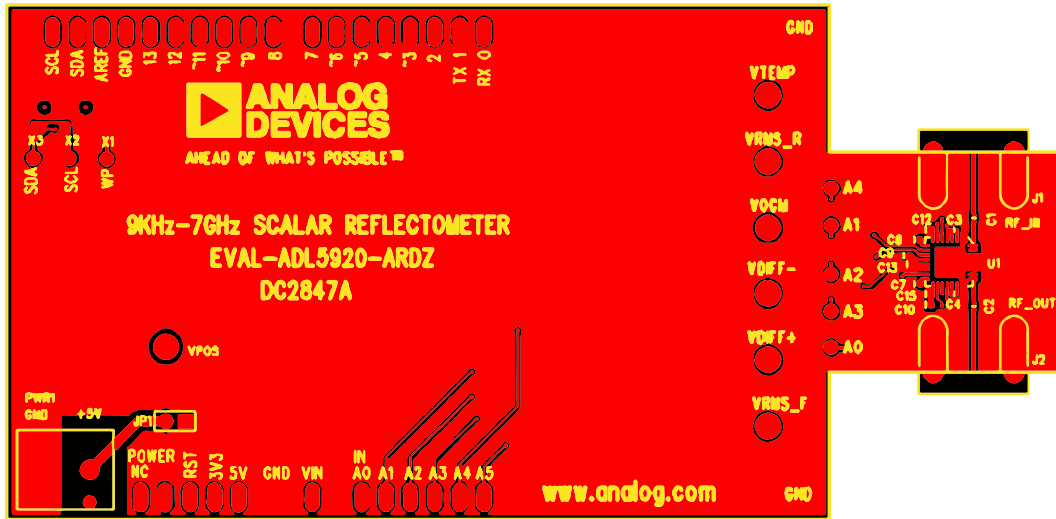 SCL SDA AREF GND 13 12 ~11 ~10 ~9 8 7 ~6 ~5 4 ~3 2 TX 1 RX 0
GND
VTEMP
ANALOG
DEVICES
AHEAD OF WHAT'S POSSIBLE™
X3 X2 X1
SDA SCL WP
VRMS_R
A4
J1
9KHz-7GHz SCALAR REFLECTOMETER
EVAL-ADL5920-ARDZ
DC2847A
VOCM
A1
C12 C3 C1 RF_IN
C8
C9
C13
U1
VDIFF-
A2
C7
C15
C10 C4 C2 RF_OUT
A3
VDIFF+
A0
J2
VPOS
PWR1
GND +5V
JP1
VRMS_F
POWER
NC RST 3V3 5V GND VIN
IN
A0 A1 A2 A3 A4 A5
www.analog.com
GND